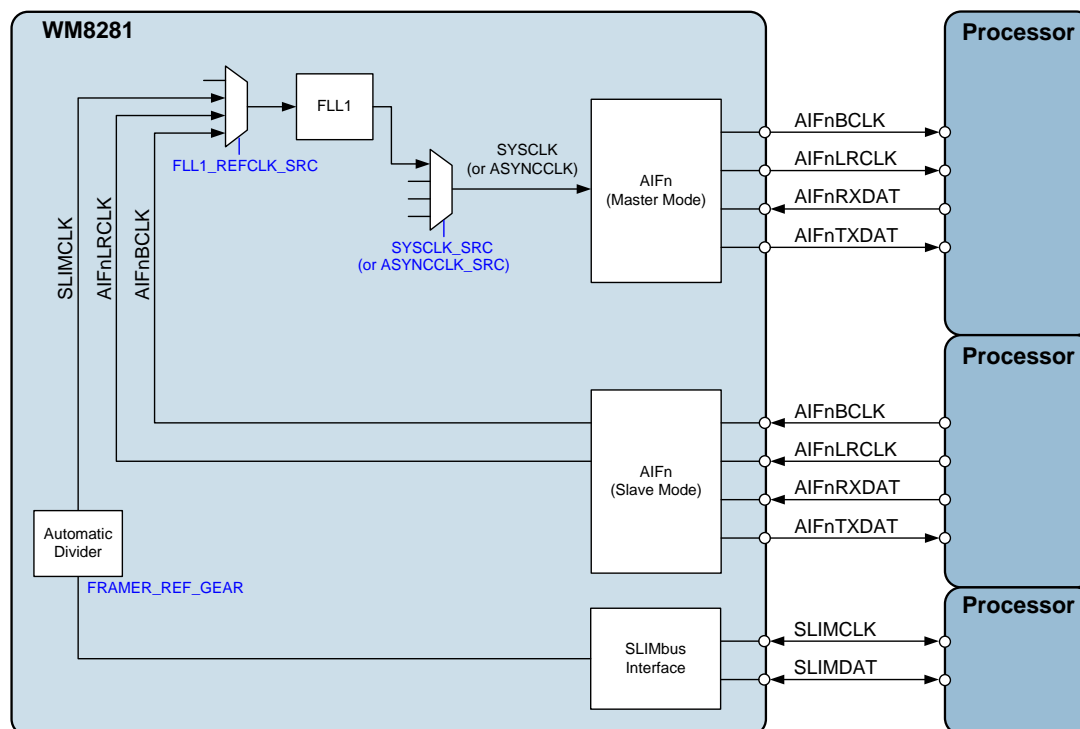 WM8281
Processor
FLL1
FLL1_REFCLK_SRC
SYSCLK
(or ASYNCCLK)
SYSCLK_SRC
(or ASYNCCLK_SRC)
AIFn
(Master Mode)
AIFnBCLK
AIFnLRCLK
AIFnRXDAT
AIFnTXDAT
SLIMCLK
AIFnLRCLK
AIFnBCLK
Processor
AIFn
(Slave Mode)
AIFnBCLK
AIFnLRCLK
AIFnRXDAT
AIFnTXDAT
Automatic
Divider
FRAMER_REF_GEAR
Processor
SLIMbus
Interface
SLIMCLK
SLIMDAT